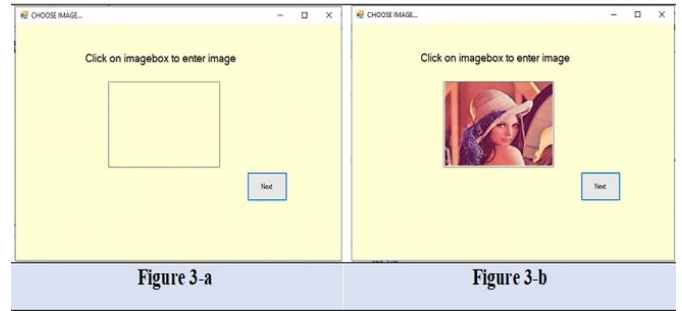 CHOOSE IMAGE...
Click on imagebox to enter image
Next
CHOOSE IMAGE...
Click on imagebox to enter image
Next
Figure 3-a
Figure 3-b